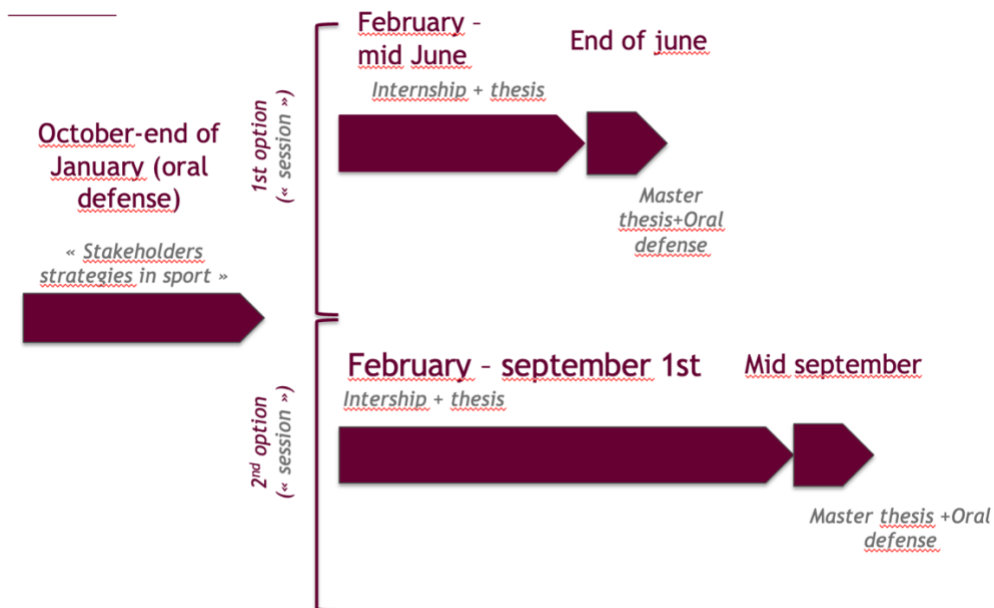 October-end of
January (oral
defense)
« Stakeholders
strategies in sport »
1st option
(« session »)
February –
mid June
Internship + thesis
End of june
Master
thesis+Oral
defense
2nd option
(« session »)
February – september 1st
Intership + thesis
Mid september
Master thesis +Oral
defense